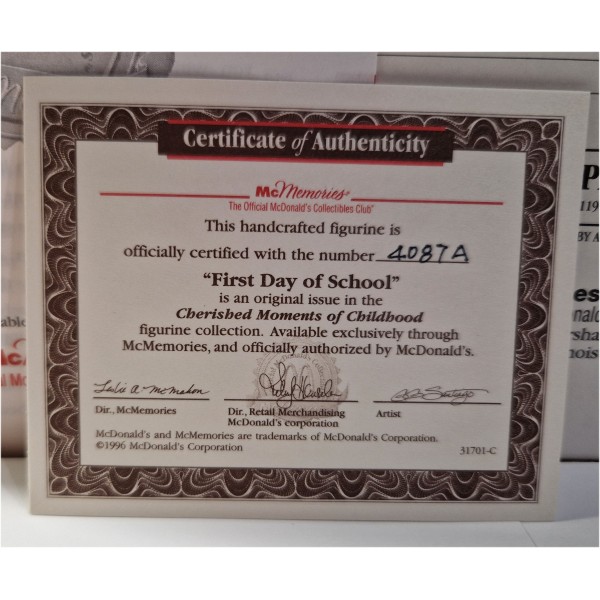 Certificate of Authenticity
McMemories
The Official McDonald's Collectibles Club
This handcrafted figurine is
officially certified with the number 4087A
"First Day of School"
is an original issue in the
Cherished Moments of Childhood
figurine collection. Available exclusively through
McMemories, and officially authorized by McDonald's.
Leslie A McMahon
Dir., McMemories
Dir., Retail Merchandising
McDonald's corporation
Artist
McDonald's and McMemories are trademarks of McDonald's Corporation.
©1996 McDonald's Corporation
31701-C